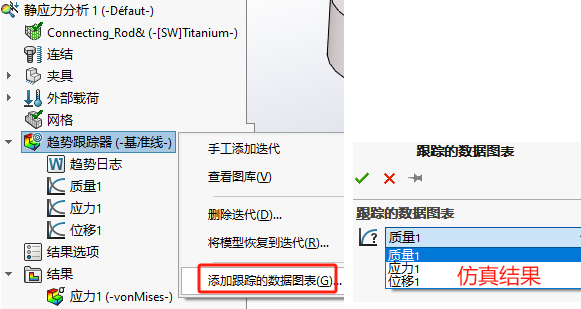 静应力分析 1 (-Défaut-)
Connecting_Rod& (-[SW]Titanium-)
连结
夹具
外部载荷
网格
趋势跟踪器 (-基准线-)
趋势日志
质量1
应力1
位移1
结果选项
结果
应力1 (-vonMises-)
手工添加迭代
查看图库(V)
删除迭代(D)...
将模型恢复到迭代(R)...
添加跟踪的数据图表(G)...
跟踪的数据图表
跟踪的数据图表
质量1
质量1
应力1
位移1
仿真结果